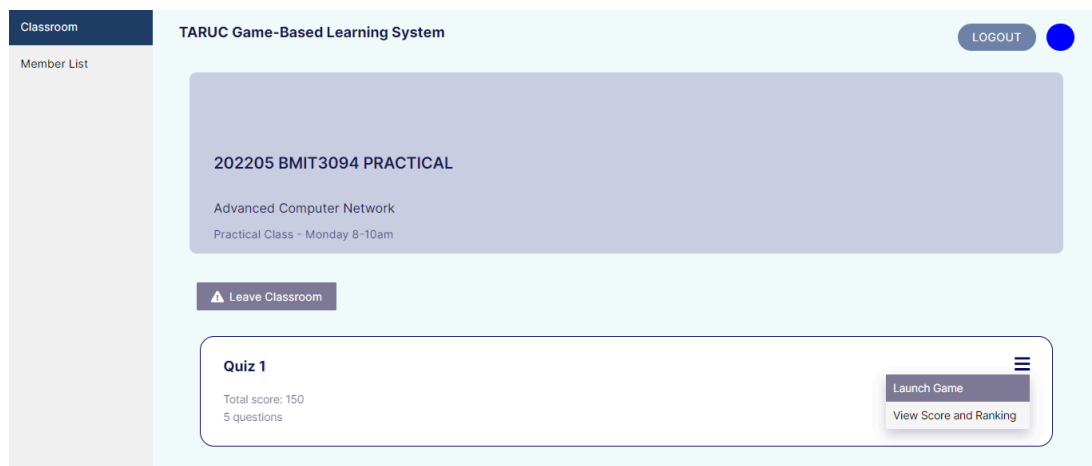 Classroom
Member List
TARUC Game-Based Learning System
LOGOUT
202205 BMIT3094 PRACTICAL
Advanced Computer Network
Practical Class - Monday 8-10am
Leave Classroom
Quiz 1
Total score: 150
5 questions
Launch Game
View Score and Ranking